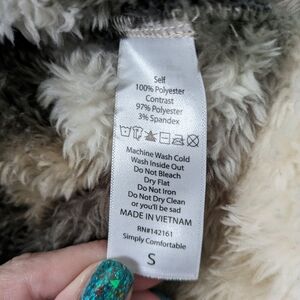 Self
100% Polyester
Contrast
97% Polyester
3% Spandex
Machine Wash Cold
Wash Inside Out
Do Not Bleach
Dry Flat
Do Not Iron
Do Not Dry Clean
or you'll be sad
MADE IN VIETNAM
RN#142161
Simply Comfortable
S